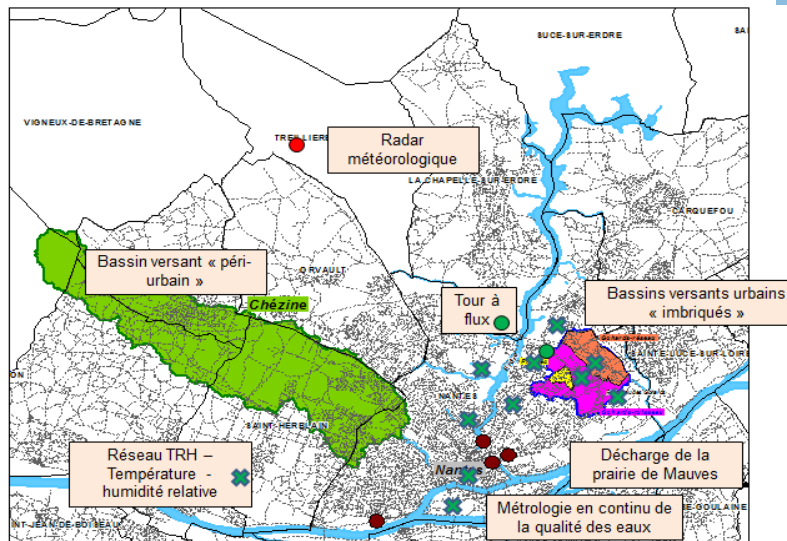 SUCE-SUR-ERDRE
VIGNEUX-DE-BRETAGNE
Radar
météorologique
LA CHAPELLE-SUR-ERDRE
CARQUEFOU
Bassin versant « péri-
urbain »
ORVAULT
Chézine
Tour à
flux
Bassins versants urbains
« imbriqués »
SAINTE-LUCE-SUR-LOIRE
NANTES
SAINT-HERBLAIN
Réseau TRH –
Température -
humidité relative
Nantes
Décharge de la
prairie de Mauves
Métrologie en continu de
la qualité des eaux